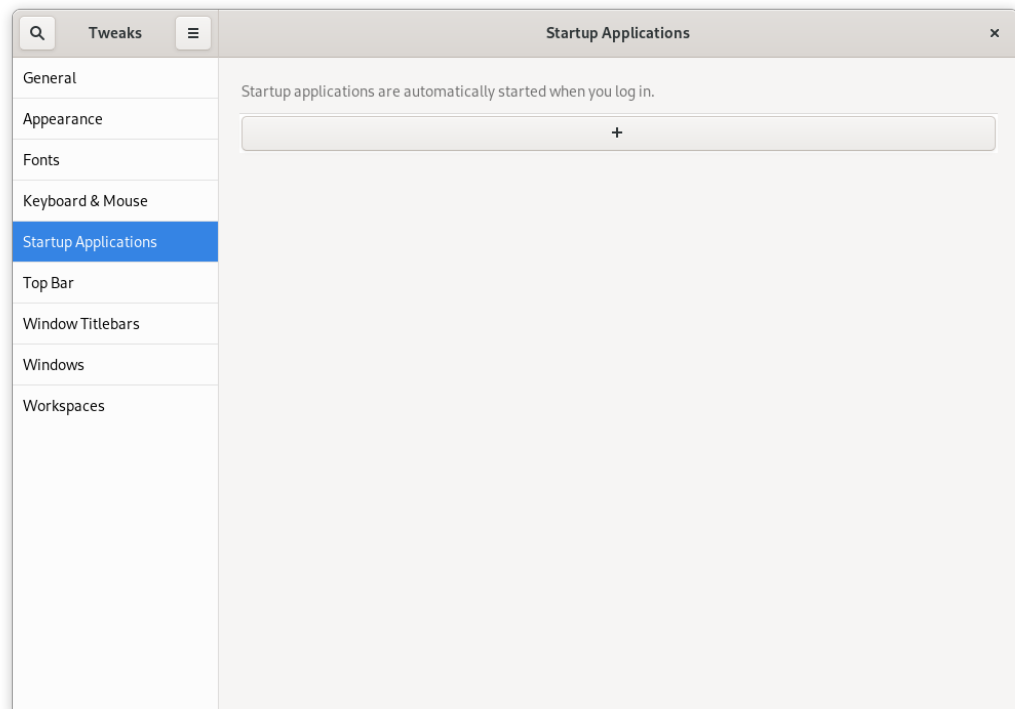 Tweaks
Startup Applications
General
Appearance
Fonts
Keyboard & Mouse
Startup Applications
Top Bar
Window Titlebars
Windows
Workspaces
Startup applications are automatically started when you log in.
+